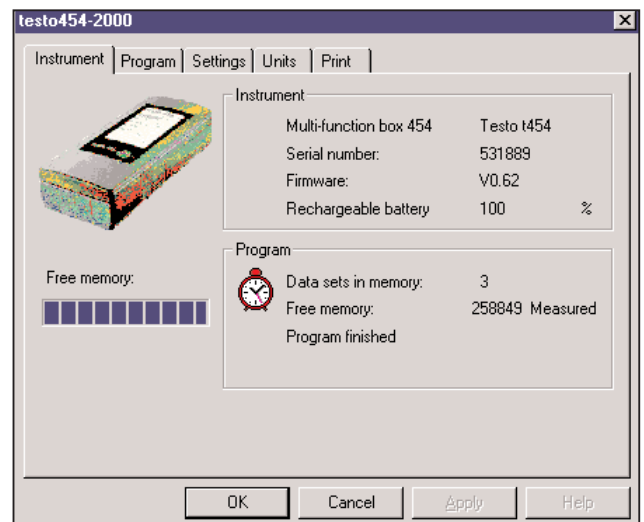 testo454-2000
Instrument Program Settings Units Print
Instrument
Multi-function box 454 Testo t454
Serial number: 531889
Firmware: V0.62
Rechargeable battery 100 %
Program
Free memory:
Data sets in memory: 3
Free memory: 258849 Measured
Program finished
OK Cancel Apply Help